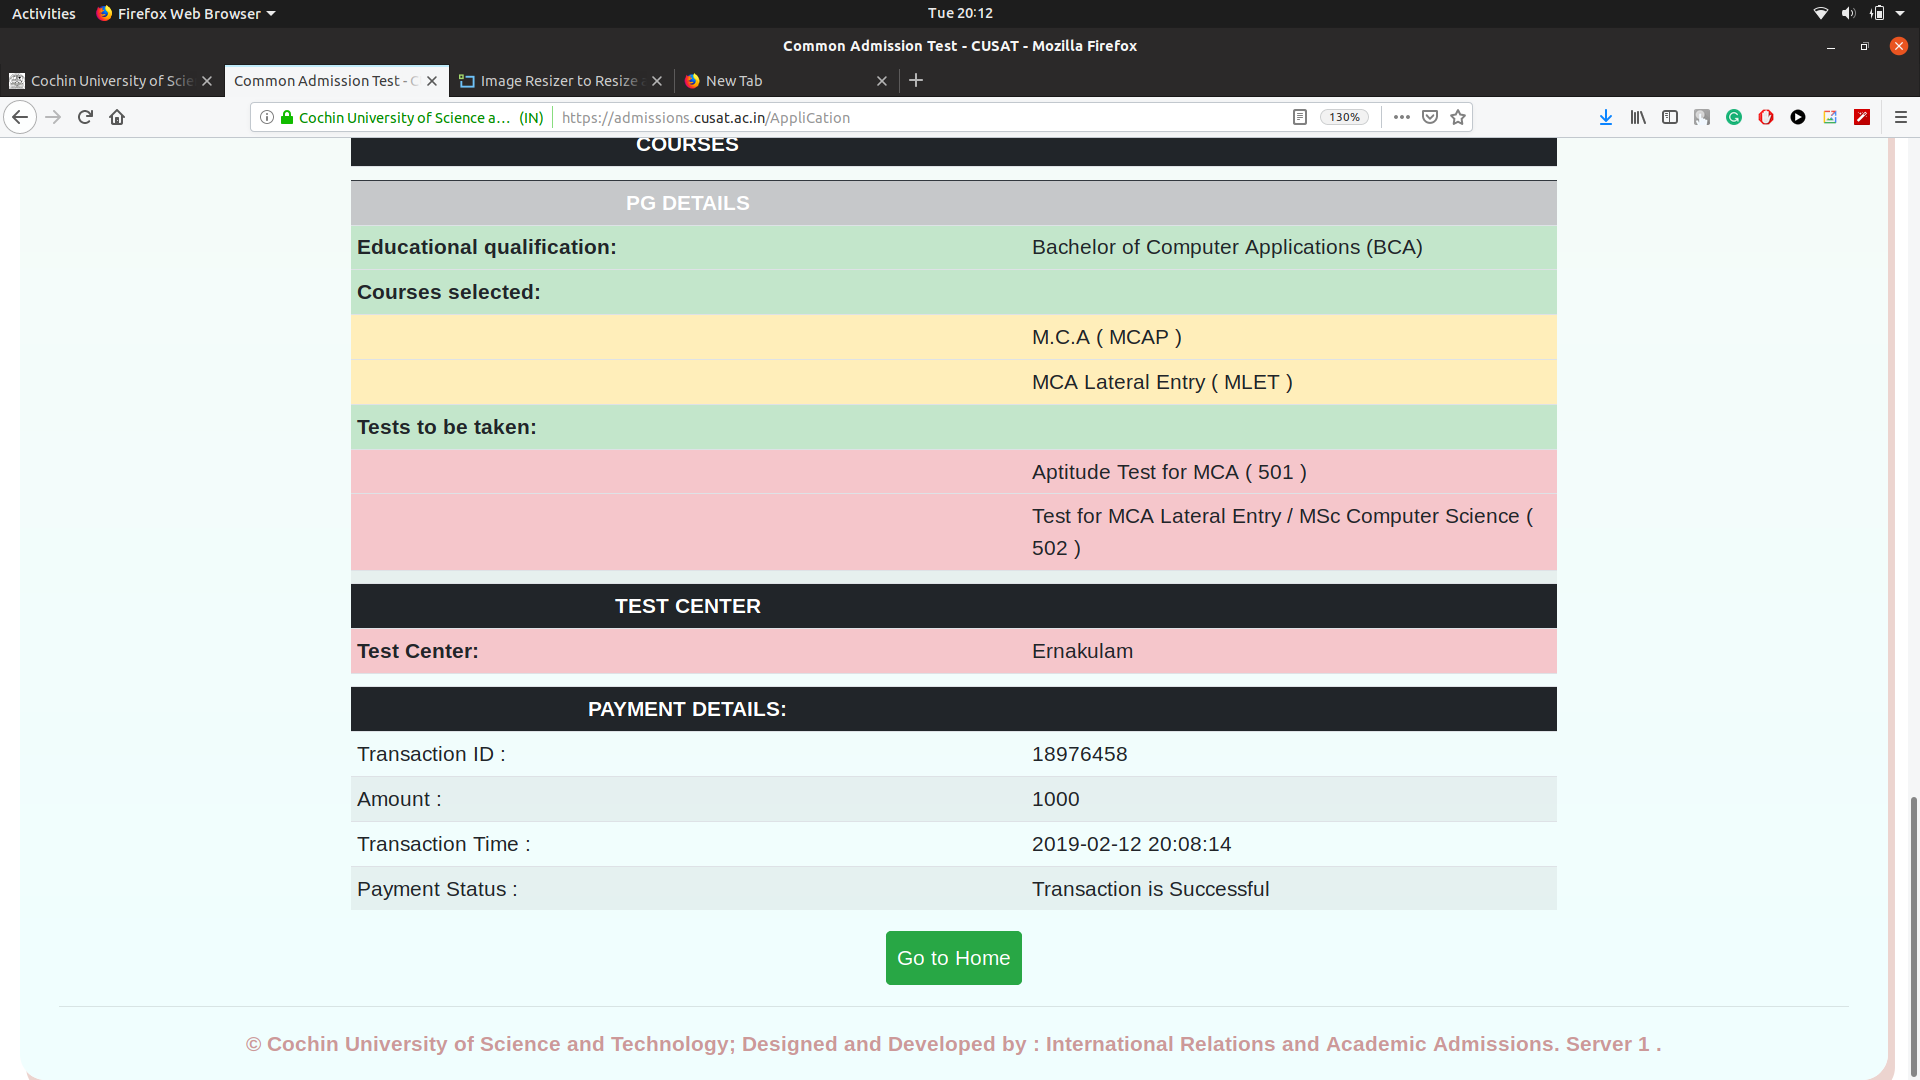 Activities Firefox Web Browser Tue 20:12
Common Admission Test - CUSAT - Mozilla Firefox
Cochin University of Scie Common Admission Test - C Image Resizer to Resize New Tab
Cochin University of Science a... (IN) https://admissions.cusat.ac.in/AppliCation 130%
COURSES
PG DETAILS
Educational qualification: Bachelor of Computer Applications (BCA)
Courses selected:
M.C.A ( MCAP )
MCA Lateral Entry ( MLET )
Tests to be taken:
Aptitude Test for MCA ( 501 )
Test for MCA Lateral Entry / MSc Computer Science (
502 )
TEST CENTER
Test Center: Ernakulam
PAYMENT DETAILS:
Transaction ID : 18976458
Amount : 1000
Transaction Time : 2019-02-12 20:08:14
Payment Status : Transaction is Successful
Go to Home
© Cochin University of Science and Technology; Designed and Developed by : International Relations and Academic Admissions. Server 1 .